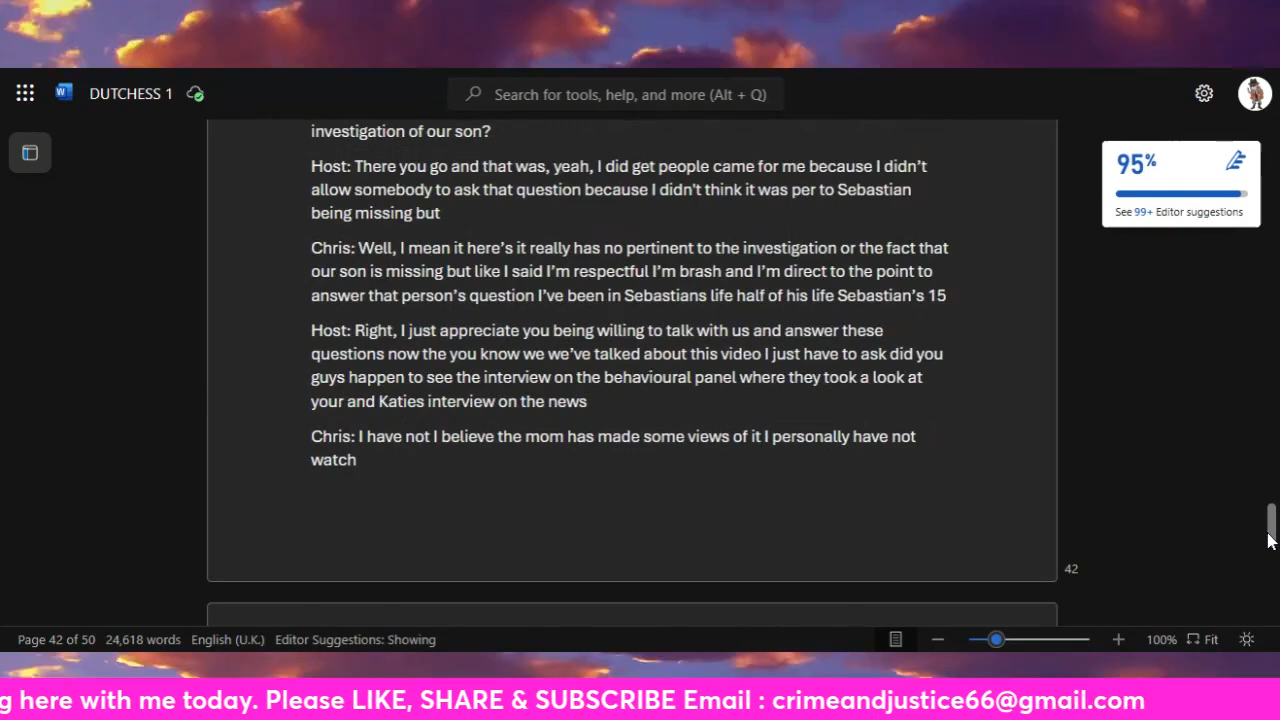 DUTCHESS 1
Search for tools, help, and more (Alt + Q)
investigation of our son?
Host: There you go and that was, yeah, I did get people came for me because I didn't
allow somebody to ask that question because I didn't think it was per to Sebastian
being missing but
Chris: Well, I mean it here's it really has no pertinent to the investigation or the fact that
our son is missing but like I said I'm respectful I'm brash and I'm direct to the point to
answer that person's question I've been in Sebastians life half of his life Sebastian's 15
Host: Right, I just appreciate you being willing to talk with us and answer these
questions now the you know we we've talked about this video I just have to ask did you
guys happen to see the interview on the behavioural panel where they took a look at
your and Katies interview on the news
Chris: I have not I believe the mom has made some views of it I personally have not
watch
42
95%
See 99+ Editor suggestions
Page 42 of 50 24,618 words English (U.K.) Editor Suggestions: Showing
100% Fit
g here with me today. Please LIKE, SHARE & SUBSCRIBE Email : crimeandjustice66@gmail.com